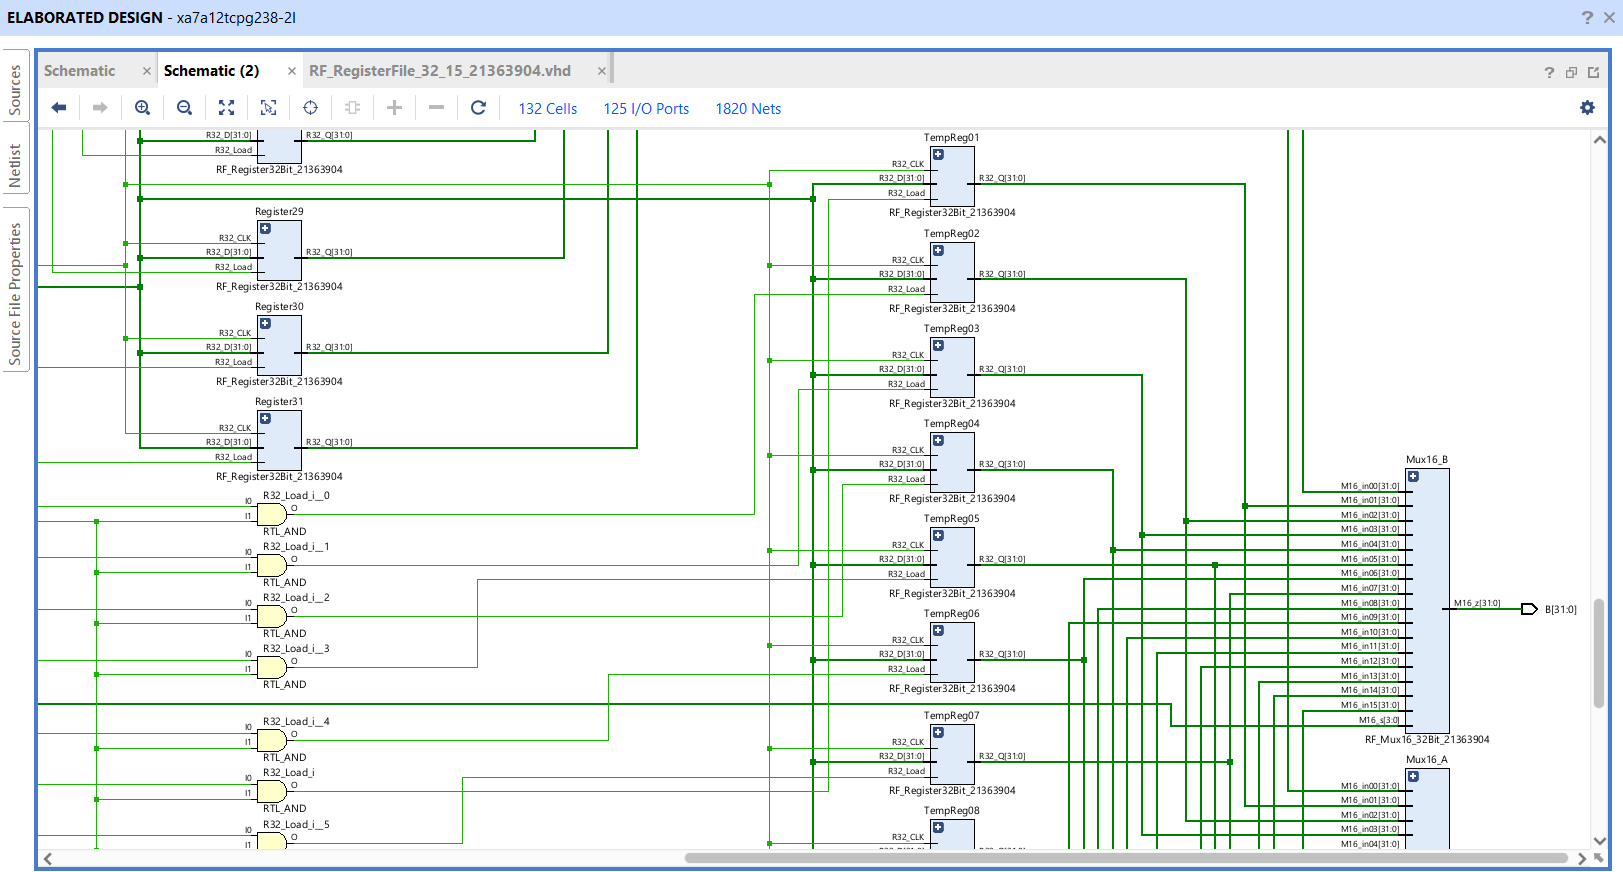 ELABORATED DESIGN - xa7a12tcpg238-2I
Sources
Netlist
Source File Properties
Schematic
Schematic (2)
RF_RegisterFile_32_15_21363904.vhd
132 Cells
125 I/O Ports
1820 Nets
R32_D[31:0]
R32_Load
R32_Q[31:0]
RF_Register32Bit_21363904
Register29
R32_CLK
R32_D[31:0]
R32_Load
R32_Q[31:0]
RF_Register32Bit_21363904
Register30
R32_CLK
R32_D[31:0]
R32_Load
R32_Q[31:0]
RF_Register32Bit_21363904
Register31
R32_CLK
R32_D[31:0]
R32_Load
R32_Q[31:0]
RF_Register32Bit_21363904
R32_Load_i__0
I0
I1
O
RTL_AND
R32_Load_i__1
I0
I1
O
RTL_AND
R32_Load_i__2
I0
I1
O
RTL_AND
R32_Load_i__3
I0
I1
O
RTL_AND
R32_Load_i__4
I0
I1
O
RTL_AND
R32_Load_i
I0
I1
O
RTL_AND
R32_Load_i__5
I0
I1
O
TempReg01
R32_CLK
R32_D[31:0]
R32_Load
R32_Q[31:0]
RF_Register32Bit_21363904
TempReg02
R32_CLK
R32_D[31:0]
R32_Load
R32_Q[31:0]
RF_Register32Bit_21363904
TempReg03
R32_CLK
R32_D[31:0]
R32_Load
R32_Q[31:0]
RF_Register32Bit_21363904
TempReg04
R32_CLK
R32_D[31:0]
R32_Load
R32_Q[31:0]
RF_Register32Bit_21363904
TempReg05
R32_CLK
R32_D[31:0]
R32_Load
R32_Q[31:0]
RF_Register32Bit_21363904
TempReg06
R32_CLK
R32_D[31:0]
R32_Load
R32_Q[31:0]
RF_Register32Bit_21363904
TempReg07
R32_CLK
R32_D[31:0]
R32_Load
R32_Q[31:0]
RF_Register32Bit_21363904
TempReg08
R32_CLK
Mux16_B
M16_in00[31:0]
M16_in01[31:0]
M16_in02[31:0]
M16_in03[31:0]
M16_in04[31:0]
M16_in05[31:0]
M16_in06[31:0]
M16_in07[31:0]
M16_in08[31:0]
M16_in09[31:0]
M16_in10[31:0]
M16_in11[31:0]
M16_in12[31:0]
M16_in13[31:0]
M16_in14[31:0]
M16_in15[31:0]
M16_s[3:0]
M16_z[31:0]
B[31:0]
RF_Mux16_32Bit_21363904
Mux16_A
M16_in00[31:0]
M16_in01[31:0]
M16_in02[31:0]
M16_in03[31:0]
M16_in04[31:0]